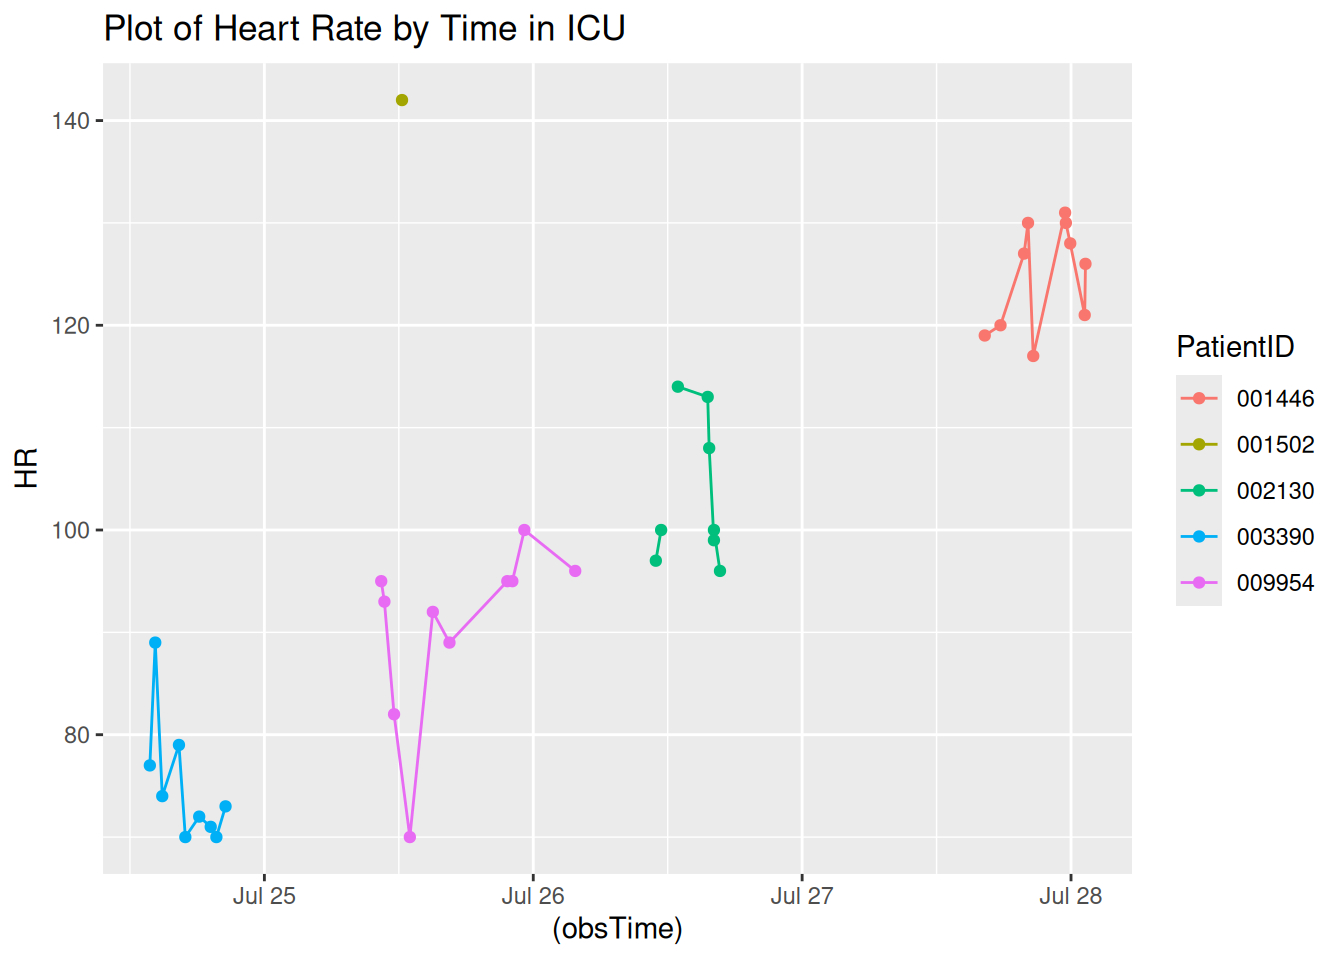 Plot of Heart Rate by Time in ICU
140
120
100
80
HR
Jul 25
Jul 26
Jul 27
Jul 28
(obsTime)
PatientID
001446
001502
002130
003390
009954